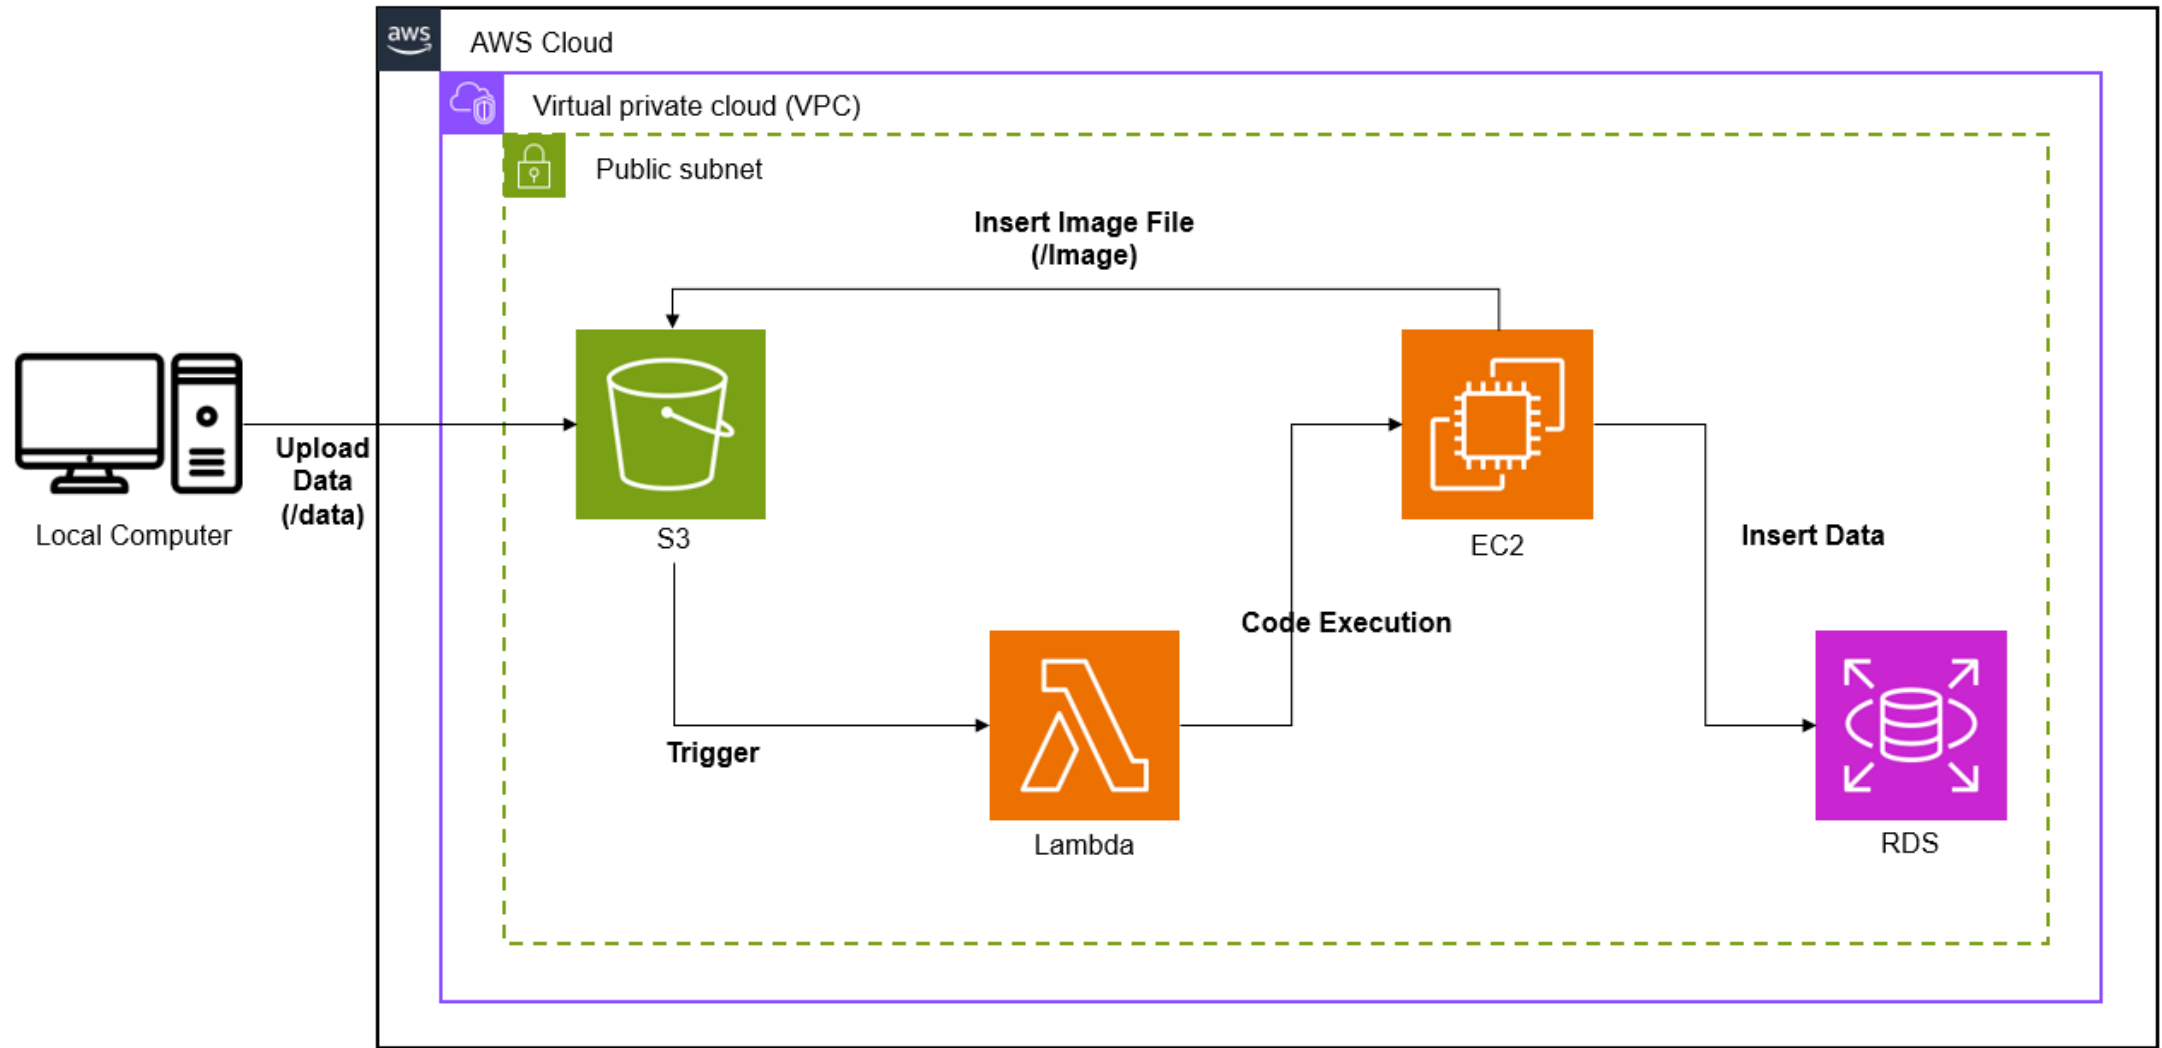 aws
AWS Cloud
Virtual private cloud (VPC)
Public subnet
Insert Image File
(/Image)
Upload
Data
(/data)
Local Computer
S3
EC2
Insert Data
Code Execution
Trigger
Lambda
RDS